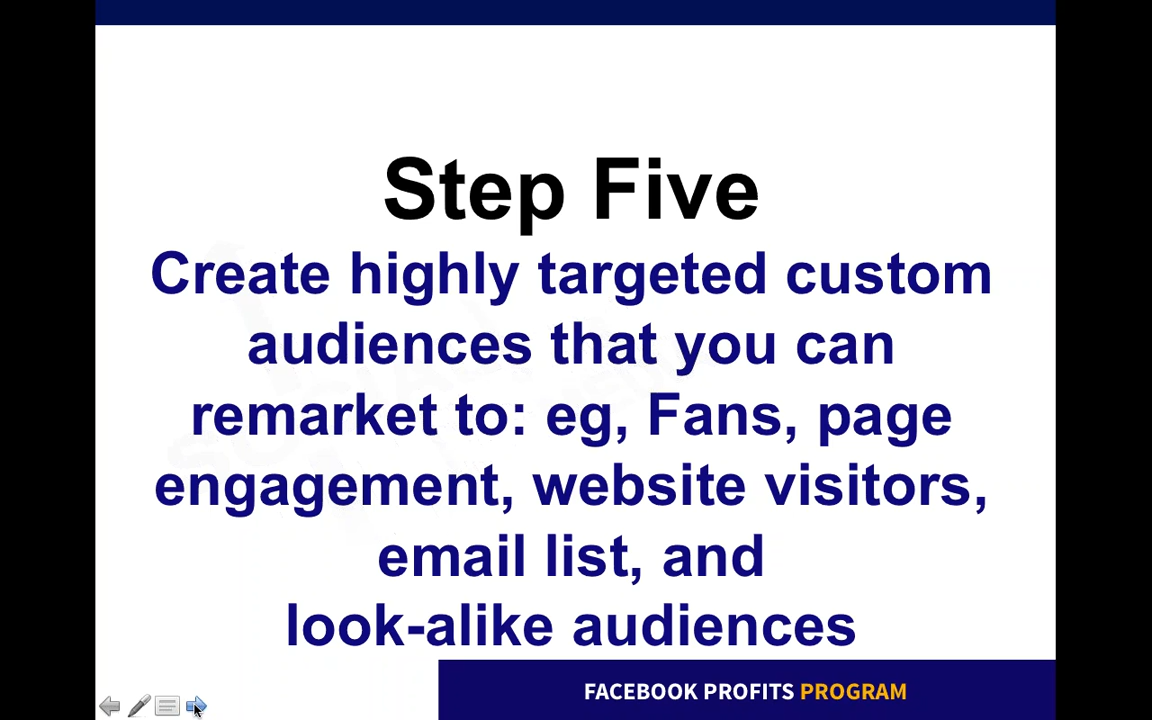 Step Five
Create highly targeted custom
audiences that you can
remarket to: eg, Fans, page
engagement, website visitors,
email list, and
look-alike audiences
FACEBOOK PROFITS PROGRAM